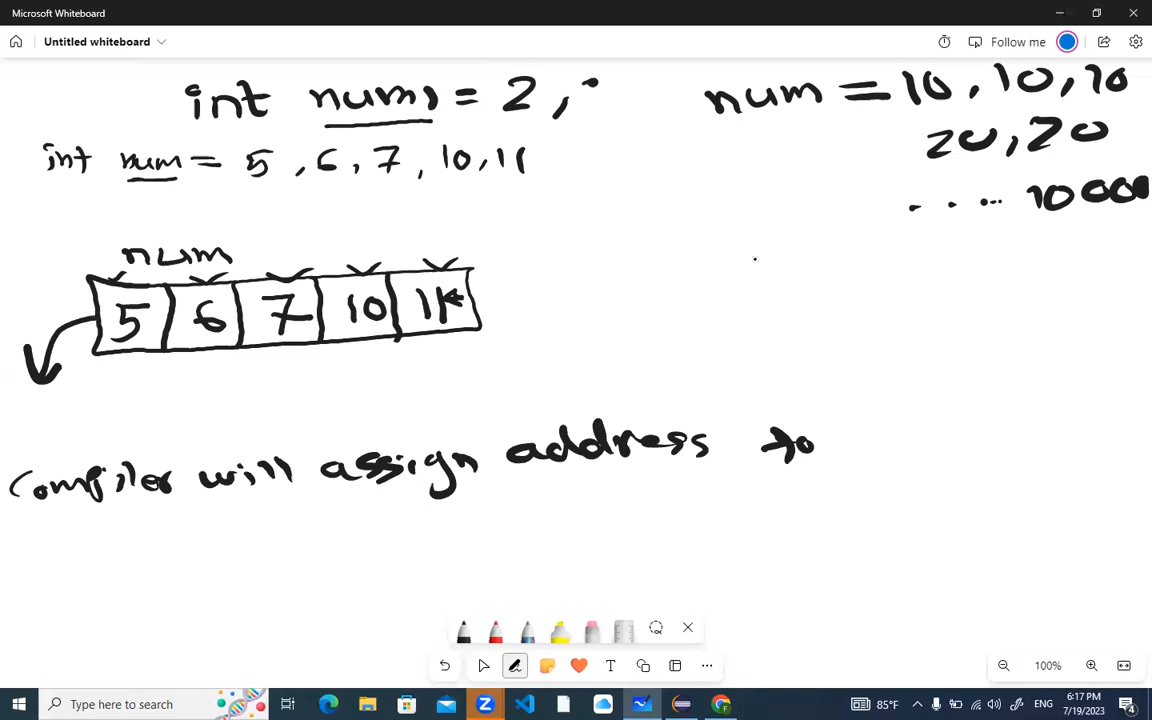 Microsoft Whiteboard
Untitled whiteboard
Follow me
int nums = 2,
num = 10, 10, 10
20, 20
.... 10000
int num = 5, 6, 7, 10, 11
num
5 6 7 10 11
Compiler will assign address to
100%
Type here to search
85°F
ENG
6:17 PM
7/19/2023
4